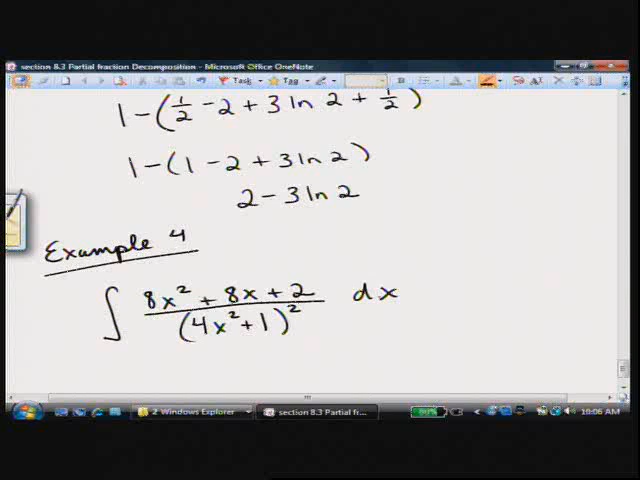 section 8.3 Partial fraction Decomposition - Microsoft Office OneNote
Task Tag B
1 - (1/2 - 2 + 3 ln 2 + 1/2)
1 - (1 - 2 + 3 ln 2)
2 - 3 ln 2
Example 4
∫ (8x² + 8x + 2)/(4x² + 1)² dx
2 Windows Explorer section 8.3 Partial fr... 10:06 AM